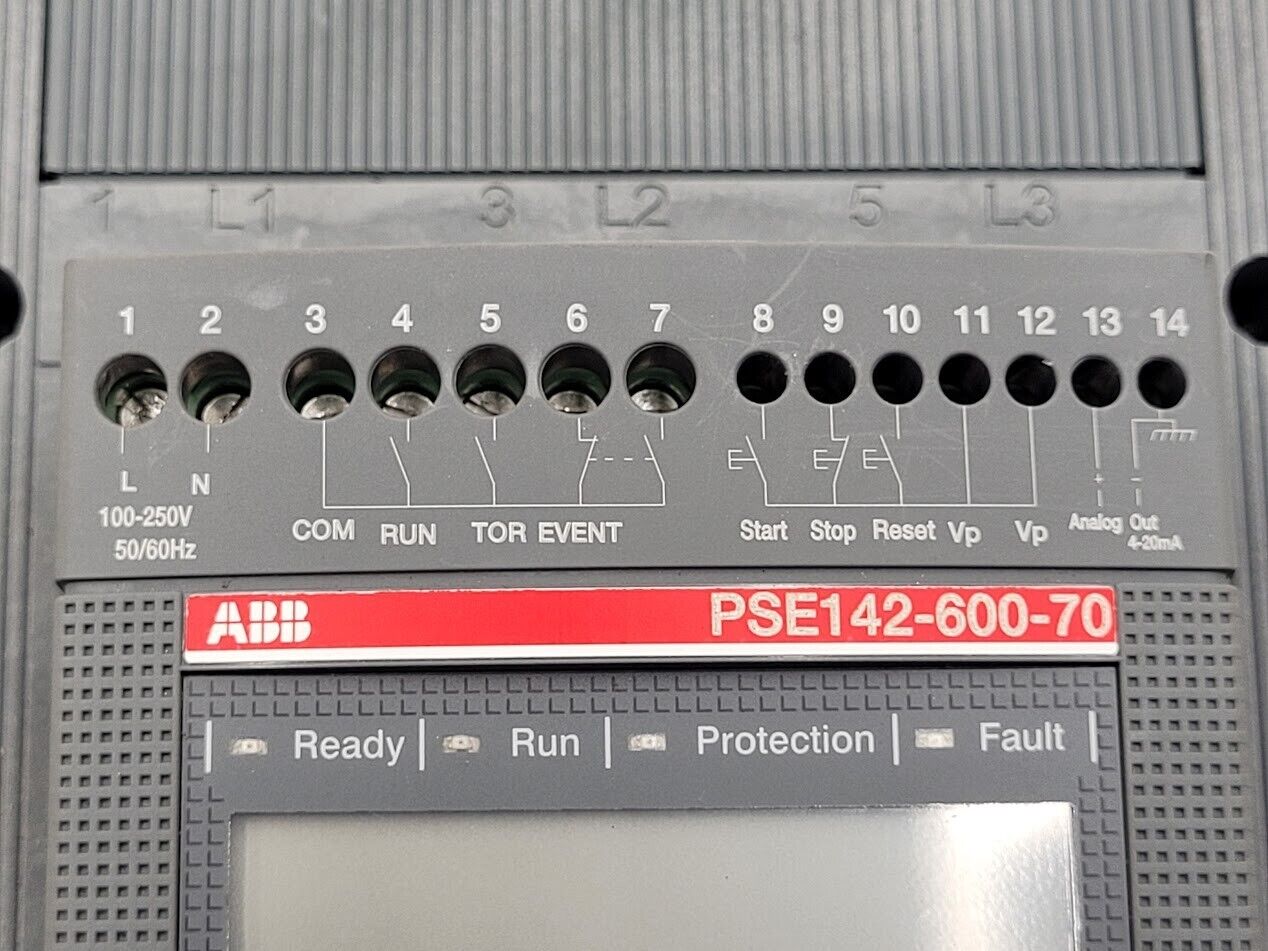 1 L1 3 L2 5 L3
1 2 3 4 5 6 7 8 9 10 11 12 13 14
L N
100-250V
50/60Hz
COM RUN TOR EVENT Start Stop Reset Vp Vp
+ -
Analog Out
4-20mA
ABB PSE142-600-70
Ready Run Protection Fault